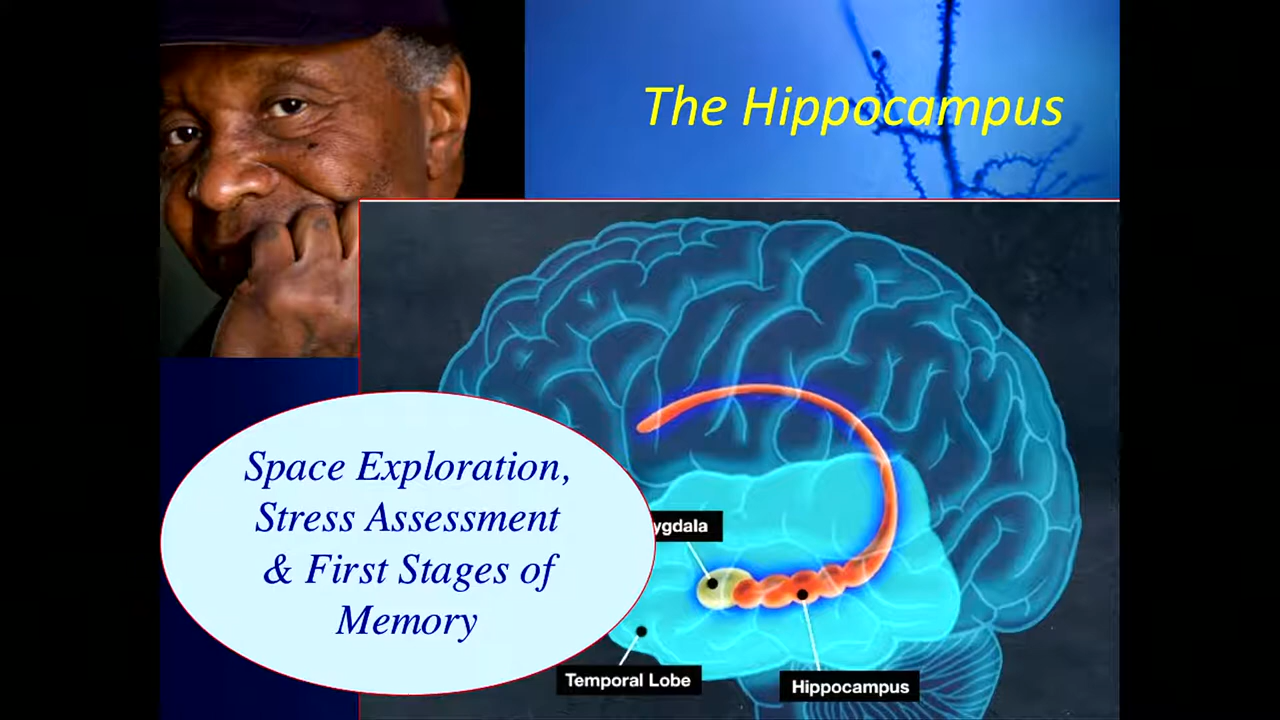 The Hippocampus
Space Exploration,
Stress Assessment
& First Stages of
Memory
ygdala
Temporal Lobe
Hippocampus